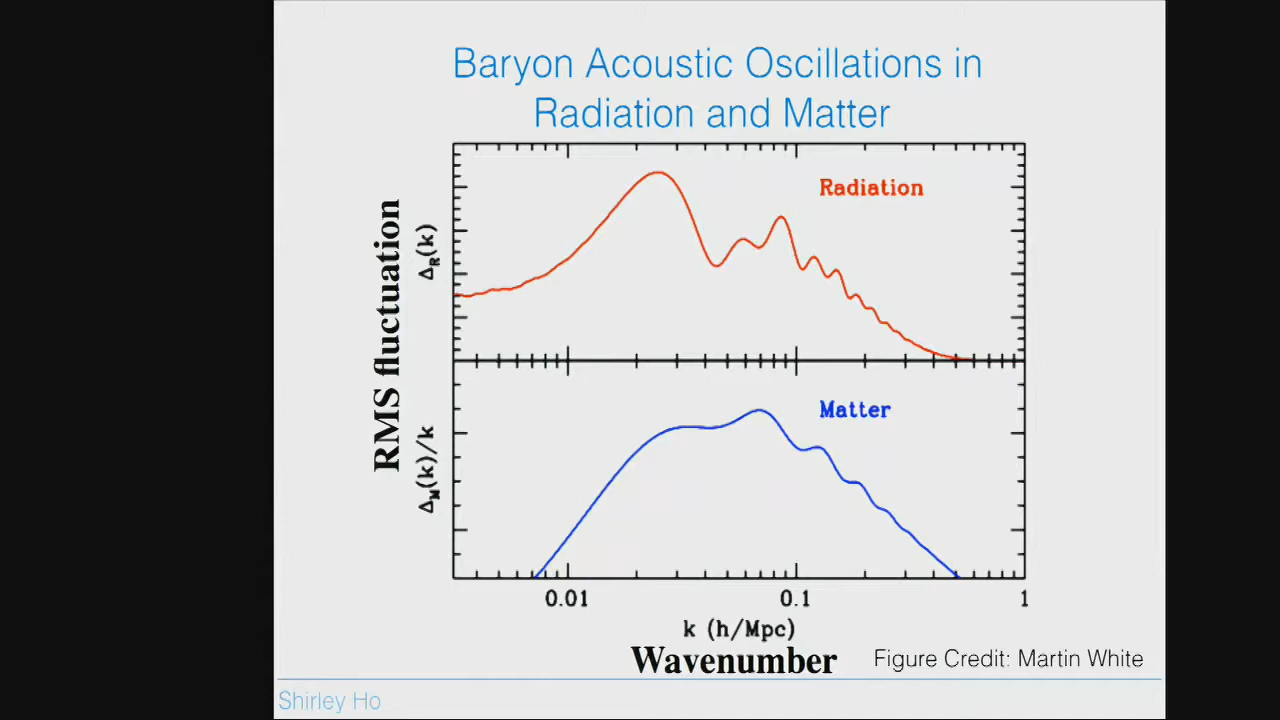 Baryon Acoustic Oscillations in
Radiation and Matter
Radiation
Δ_R(k)
RMS fluctuation
Matter
Δ_M(k)/k
0.01 0.1 1
k (h/Mpc)
Wavenumber
Figure Credit: Martin White
Shirley Ho